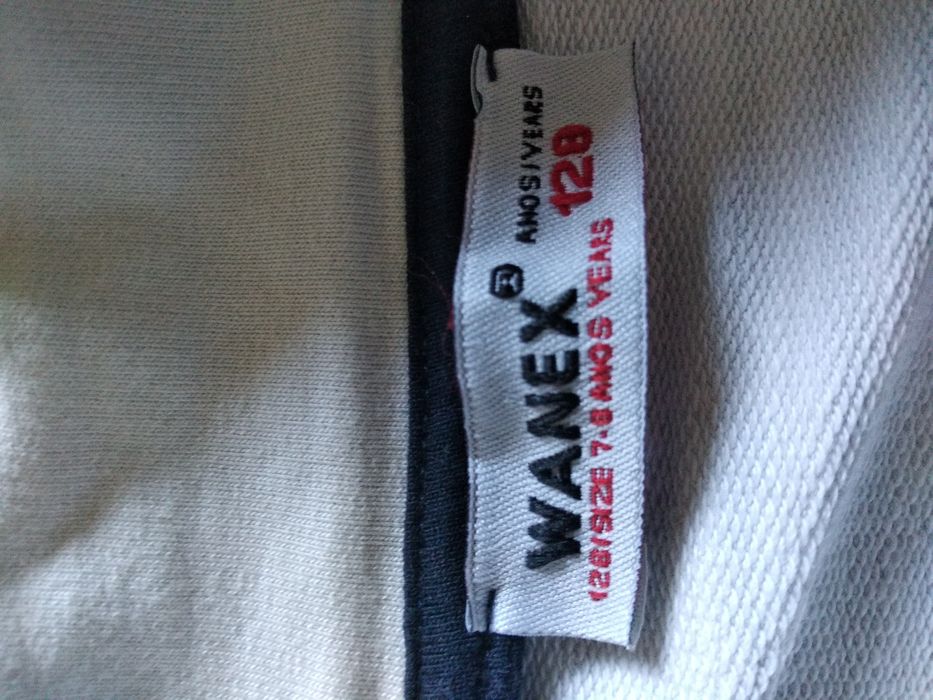 ANOS/YEARS
WANEX® 128
128/SIZE 7-8 ANOS YEARS